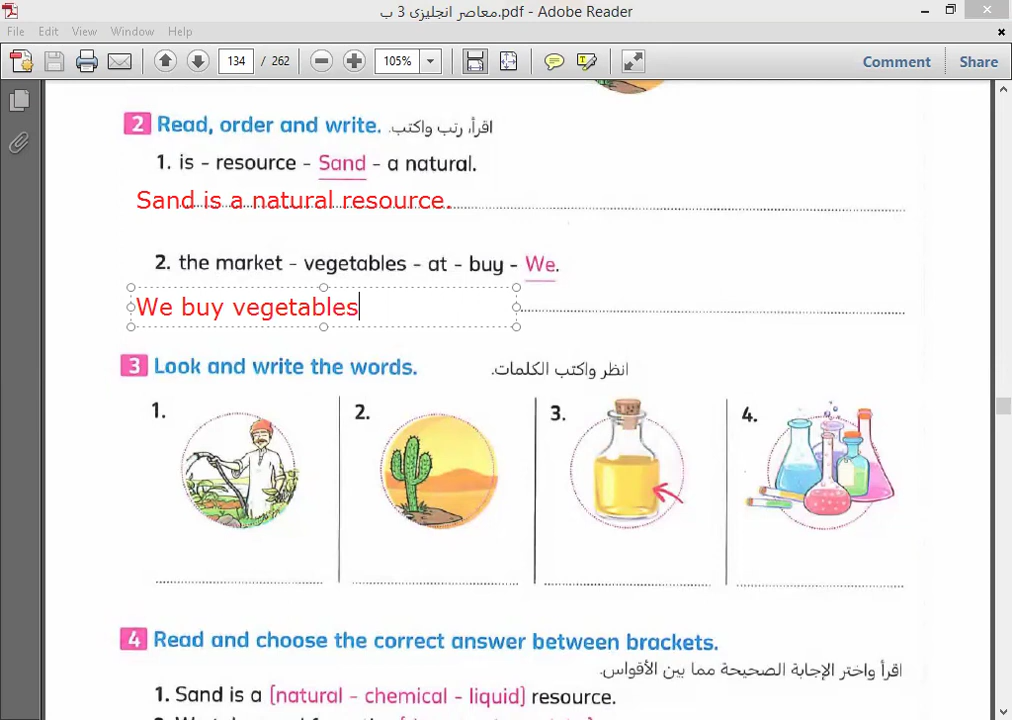 معاصر انجليزى 3 ب.pdf - Adobe Reader
File Edit View Window Help
134 / 262 105% Comment Share
2 Read, order and write. اقرأ، رتب واكتب.
1. is - resource - Sand - a natural.
Sand is a natural resource.
2. the market - vegetables - at - buy - We.
We buy vegetables
3 Look and write the words. انظر واكتب الكلمات.
1. 2. 3. 4.
4 Read and choose the correct answer between brackets.
اقرأ واختر الإجابة الصحيحة مما بين الأقواس.
1. Sand is a [natural - chemical - liquid] resource.